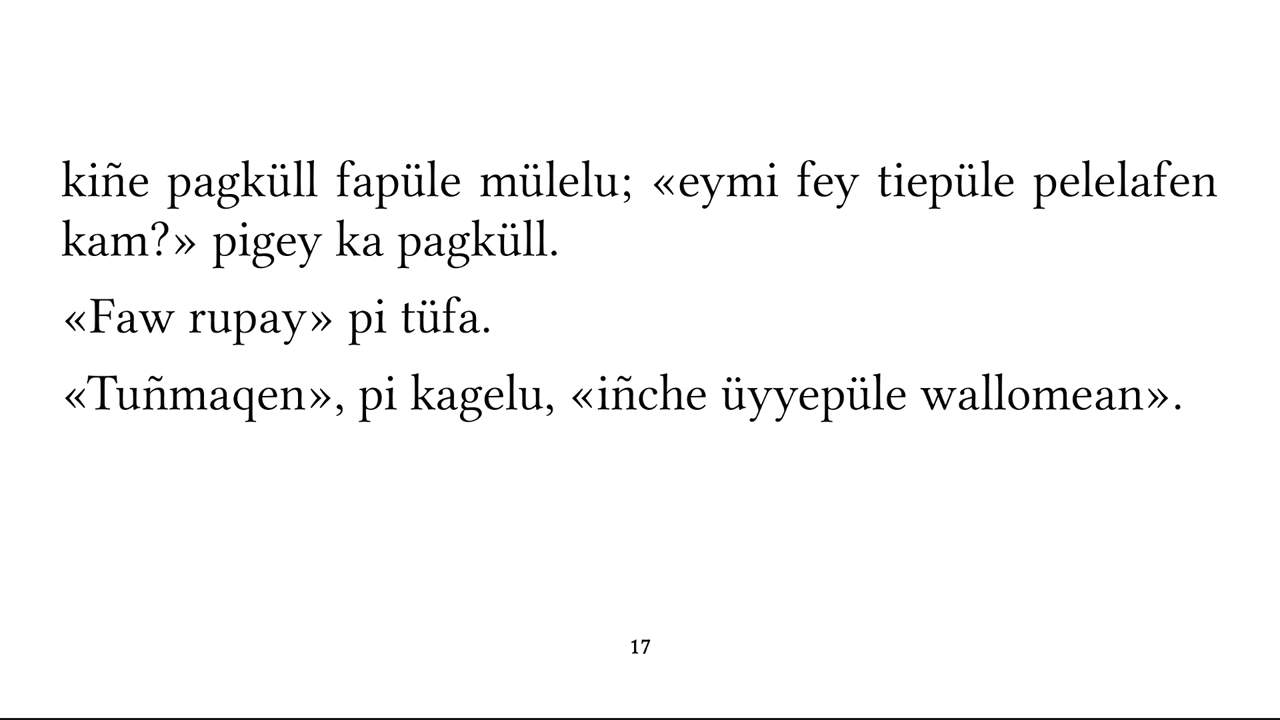 kiñe pagküll fapüle mülelu; «eymi fey tiepüle pelelafen
kam?» pigey ka pagküll.
«Faw rupay» pi tüfa.
«Tuñmaqen», pi kagelu, «iñche üyyepüle wallomean».
17